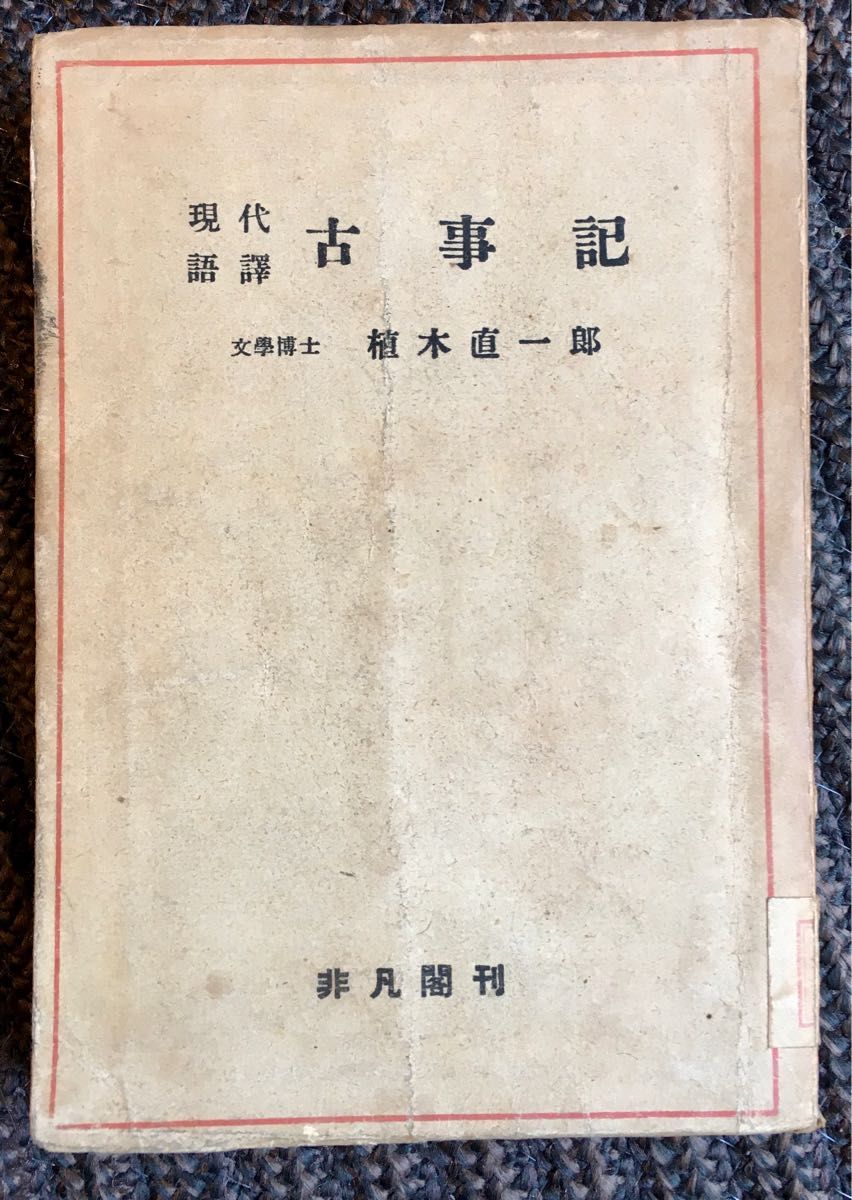 現代語譯 古事記
文學博士 植木直一郎
非凡閣刊